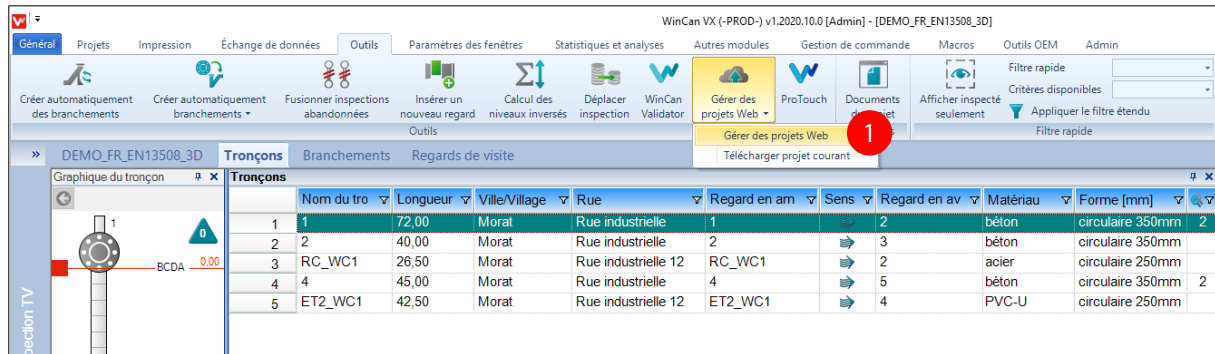 WinCan VX (-PROD-) v1.2020.10.0 [Admin] - [DEMO_FR_EN13508_3D]
Général Projets Impression Échange de données Outils Paramètres des fenêtres Statistiques et analyses Autres modules Gestion de commande Macros Outils OEM Admin
Créer automatiquement des branchements
Créer automatiquement branchements
Fusionner inspections abandonnées
Insérer un nouveau regard
Calcul des niveaux inversés
Déplacer inspection
WinCan Validator
Gérer des projets Web
ProTouch
Documents
Afficher inspecté seulement
Filtre rapide
Critères disponibles
Appliquer le filtre étendu
Outils
Filtre rapide
Gérer des projets Web
1
Télécharger projet courant
» DEMO_FR_EN13508_3D Tronçons Branchements Regards de visite
Graphique du tronçon
Tronçons
Nom du tro Longueur Ville/Village Rue Regard en am Sens Regard en av Matériau Forme [mm]
1 1 72,00 Morat Rue industrielle 1 2 béton circulaire 350mm 2
2 2 40,00 Morat Rue industrielle 2 3 béton circulaire 350mm
3 RC_WC1 26,50 Morat Rue industrielle 12 RC_WC1 2 acier circulaire 250mm
4 4 45,00 Morat Rue industrielle 4 5 béton circulaire 350mm 2
5 ET2_WC1 42,50 Morat Rue industrielle 12 ET2_WC1 4 PVC-U circulaire 250mm
1
0
BCDA 0,00